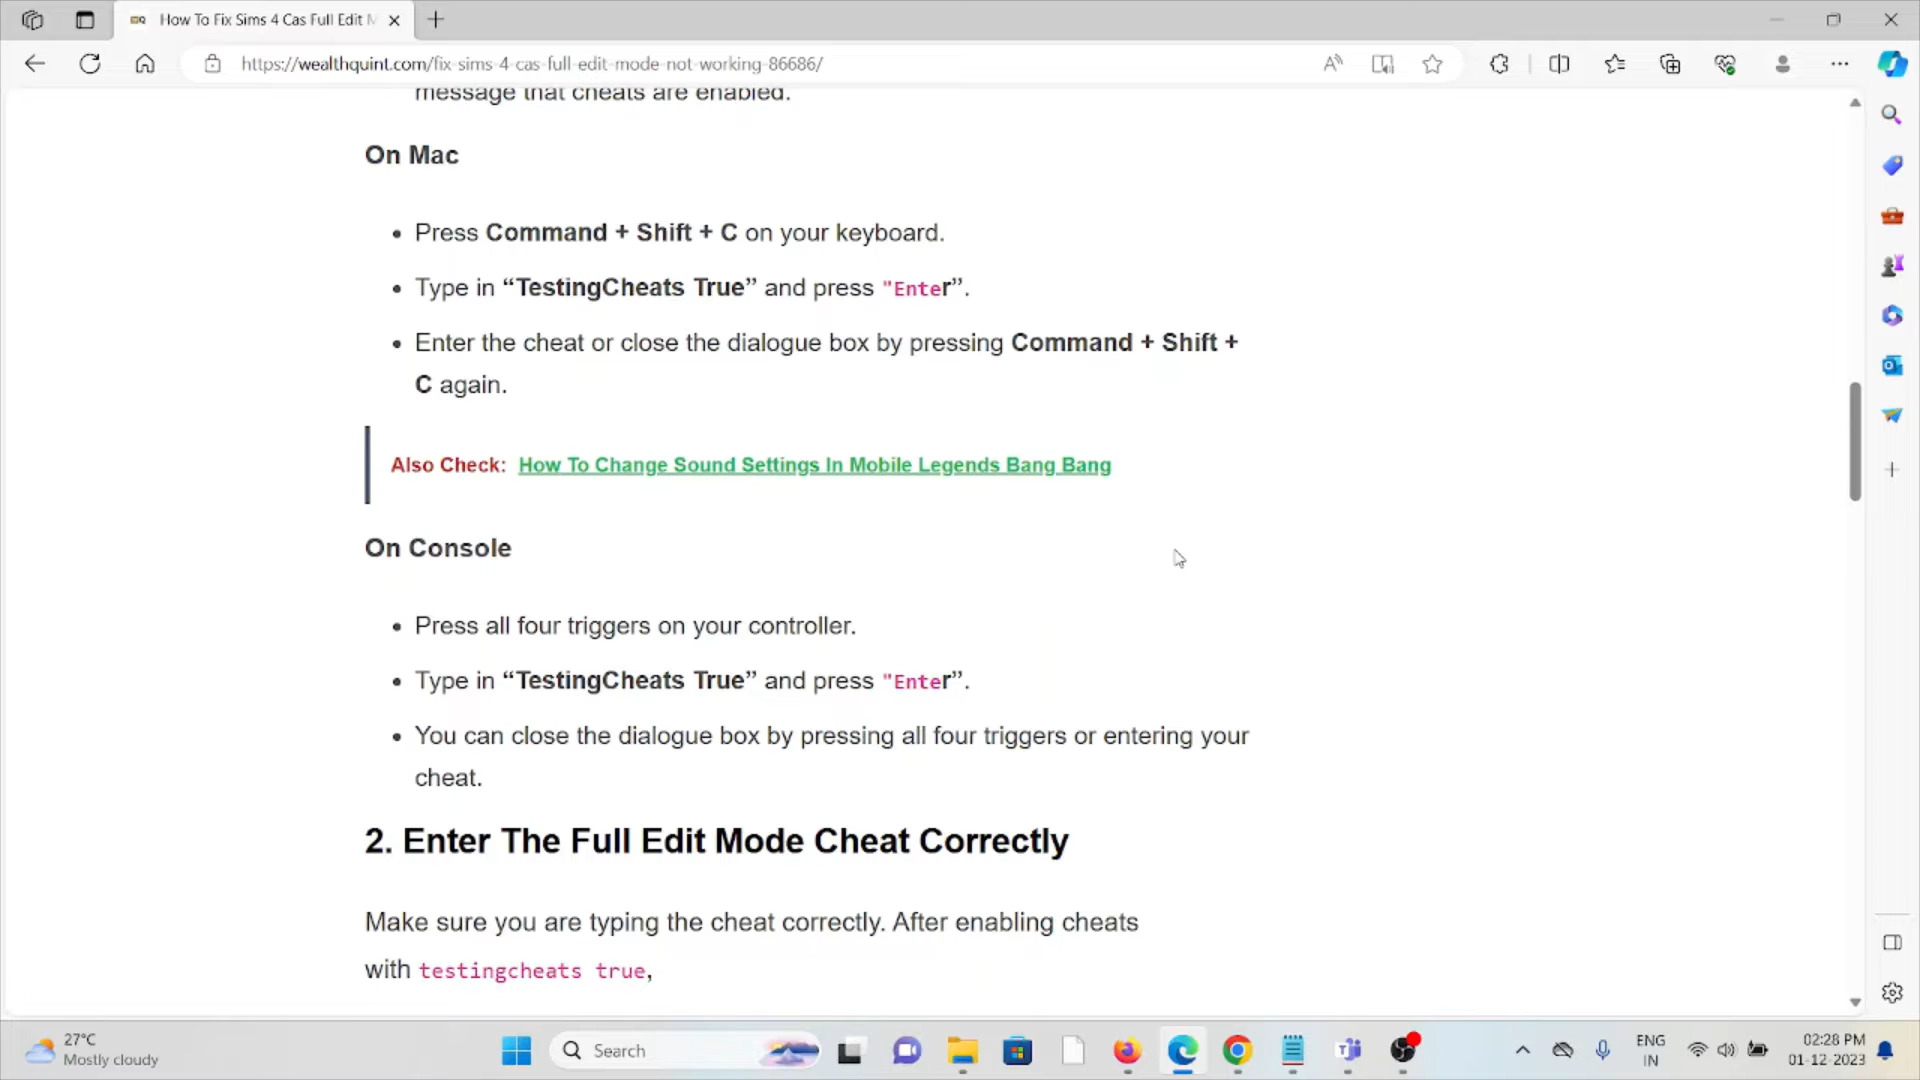 How To Fix Sims 4 Cas Full Edit M
https://wealthquint.com/fix-sims-4-cas-full-edit-mode-not-working-86686/
message that cheats are enabled.
On Mac
• Press Command + Shift + C on your keyboard.
• Type in “TestingCheats True” and press "Enter”.
• Enter the cheat or close the dialogue box by pressing Command + Shift +
C again.
Also Check: How To Change Sound Settings In Mobile Legends Bang Bang
On Console
• Press all four triggers on your controller.
• Type in “TestingCheats True” and press "Enter”.
• You can close the dialogue box by pressing all four triggers or entering your
cheat.
2. Enter The Full Edit Mode Cheat Correctly
Make sure you are typing the cheat correctly. After enabling cheats
with testingcheats true,
27°C
Mostly cloudy
Search
ENG
IN
02:28 PM
01-12-2023